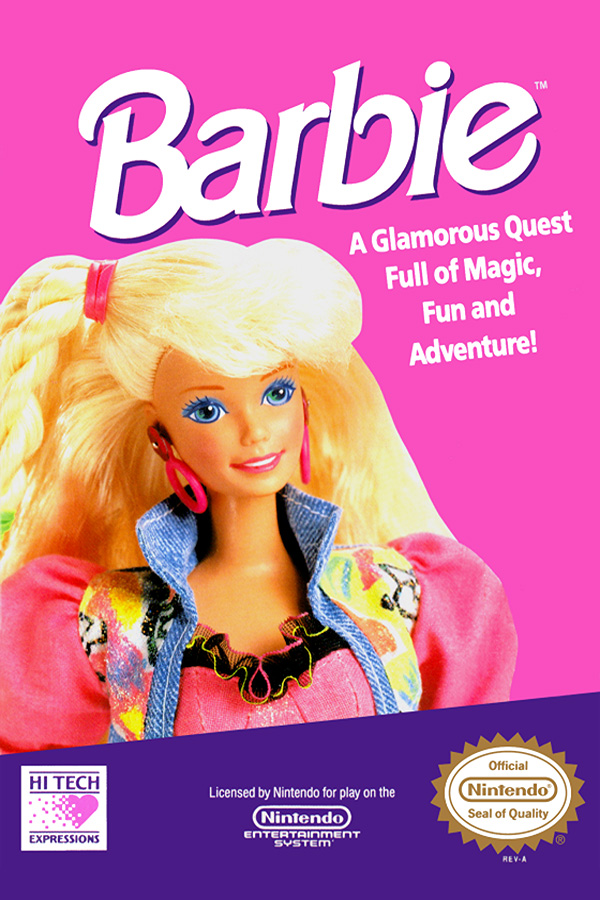 Barbie™
A Glamorous Quest
Full of Magic,
Fun and
Adventure!
HI TECH
EXPRESSIONS
Licensed by Nintendo for play on the
Nintendo
ENTERTAINMENT
SYSTEM
Official
Nintendo®
Seal of Quality
®
REV-A